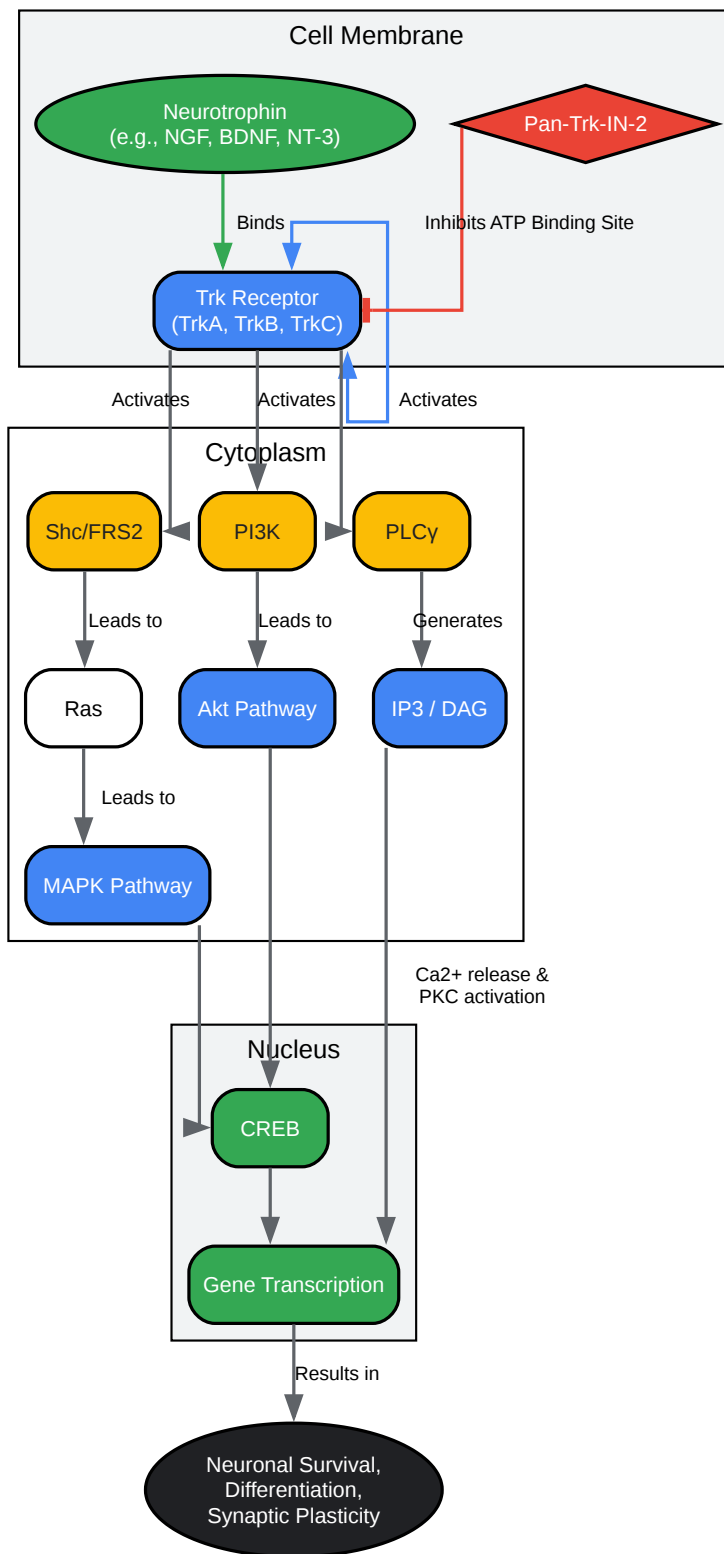 Cell Membrane
Neurotrophin
(e.g., NGF, BDNF, NT-3)
Pan-Trk-IN-2
Binds
Inhibits ATP Binding Site
Trk Receptor
(TrkA, TrkB, TrkC)
Activates
Activates
Activates
Cytoplasm
Shc/FRS2
PI3K
PLCγ
Leads to
Leads to
Generates
Ras
Akt Pathway
IP3 / DAG
Leads to
MAPK Pathway
Ca2+ release &
PKC activation
Nucleus
CREB
Gene Transcription
Results in
Neuronal Survival,
Differentiation,
Synaptic Plasticity